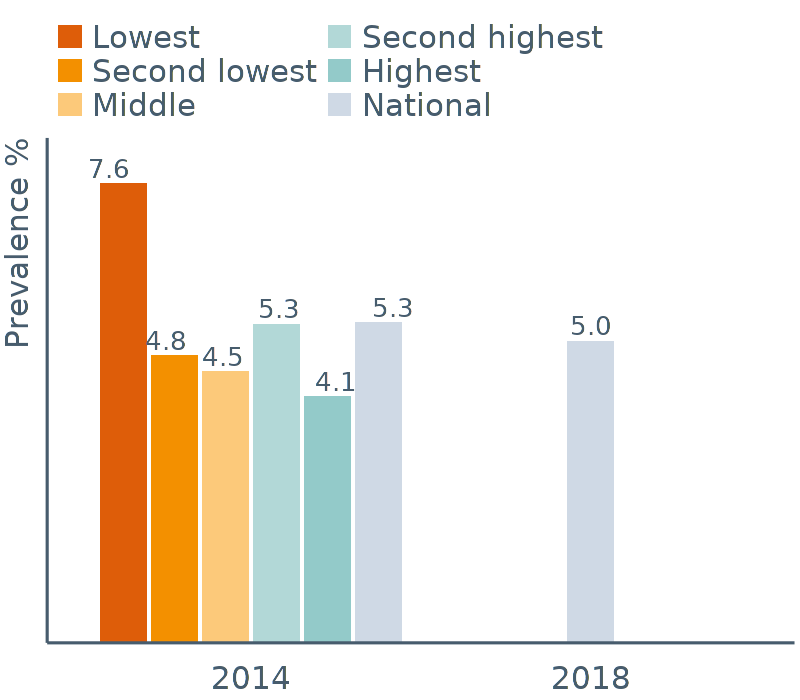 Lowest
Second lowest
Middle
Second highest
Highest
National
Prevalence %
7.6
4.8
4.5
5.3
4.1
5.3
5.0
2014
2018